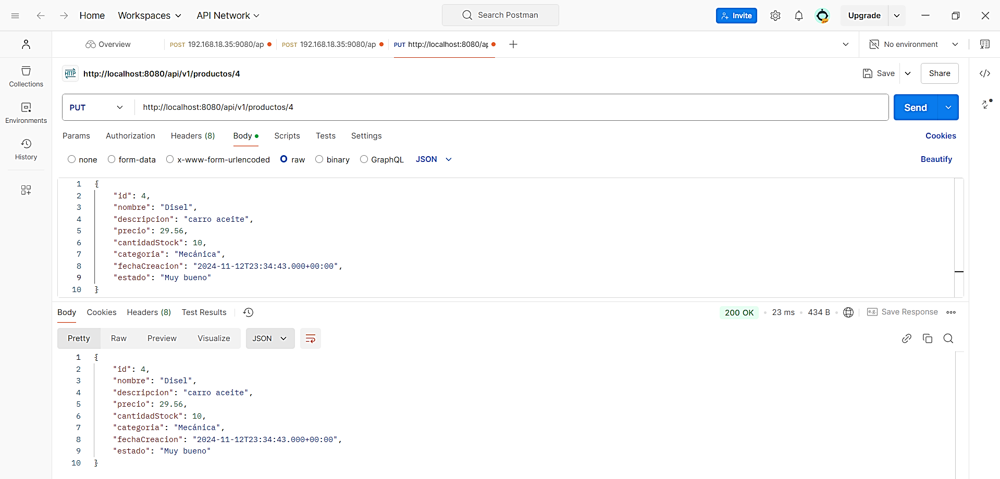 Home Workspaces API Network Search Postman Invite Upgrade
Overview POST 192.168.18.35:9080/ap POST 192.168.18.35:9080/ap PUT http://localhost:8080/ap No environment
HTTP http://localhost:8080/api/v1/productos/4 Save Share
Collections
Environments
History
PUT http://localhost:8080/api/v1/productos/4 Send
Params Authorization Headers (8) Body Scripts Tests Settings Cookies
none form-data x-www-form-urlencoded raw binary GraphQL JSON Beautify
1 {
2 "id": 4,
3 "nombre": "Disel",
4 "descripcion": "carro aceite",
5 "precio": 29.56,
6 "cantidadStock": 10,
7 "categoria": "Mecánica",
8 "fechaCreacion": "2024-11-12T23:34:43.000+00:00",
9 "estado": "Muy bueno"
10 }
Body Cookies Headers (8) Test Results 200 OK 23 ms 434 B e.g. Save Response
Pretty Raw Preview Visualize JSON
1 {
2 "id": 4,
3 "nombre": "Disel",
4 "descripcion": "carro aceite",
5 "precio": 29.56,
6 "cantidadStock": 10,
7 "categoria": "Mecánica",
8 "fechaCreacion": "2024-11-12T23:34:43.000+00:00",
9 "estado": "Muy bueno"
10 }